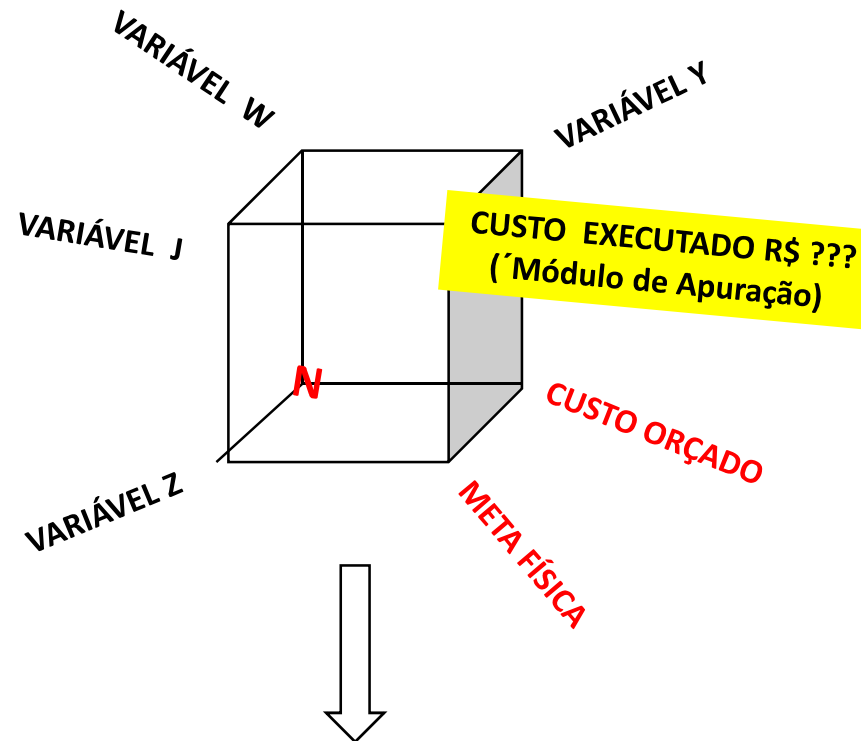 VARIÁVEL W
VARIÁVEL Y
VARIÁVEL J
CUSTO EXECUTADO R$ ???
(´Módulo de Apuração)
N
CUSTO ORÇADO
VARIÁVEL Z
META FÍSICA